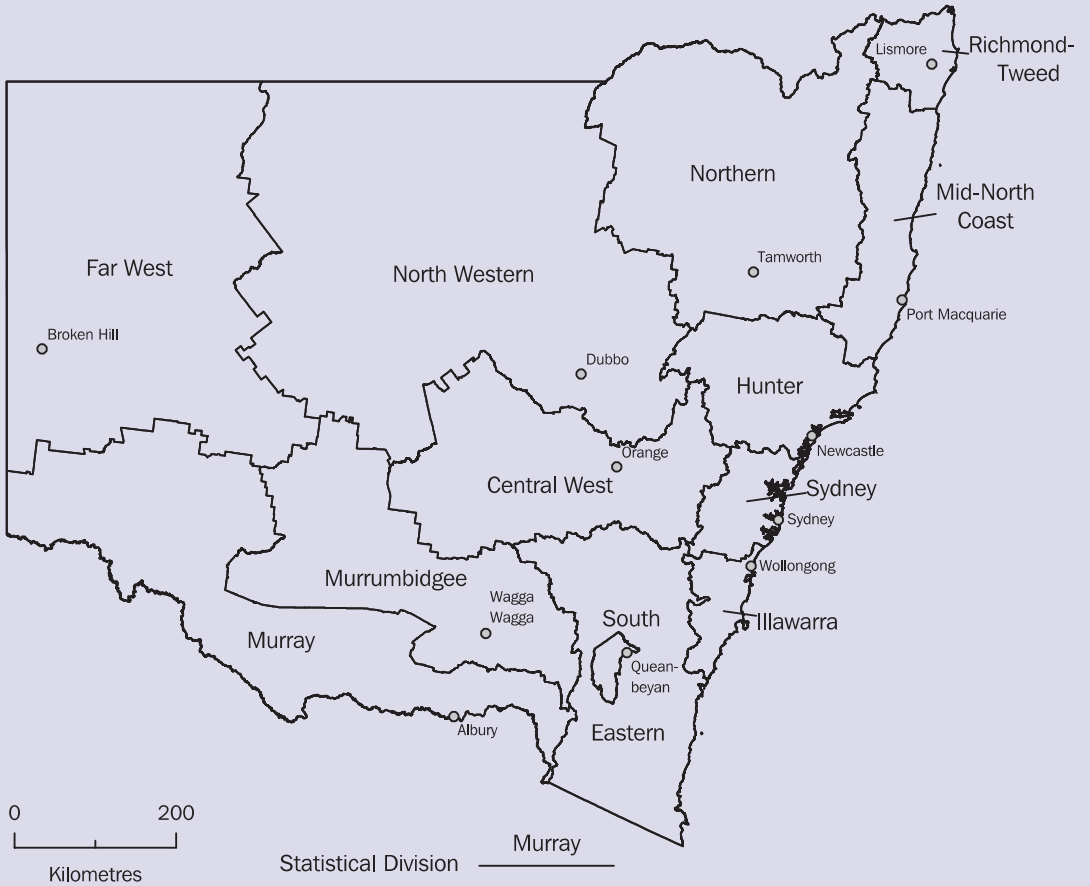 Lismore
Richmond-
Tweed
Northern
Mid-North
Coast
Tamworth
Far West
North Western
Port Macquarie
Broken Hill
Dubbo
Hunter
Newcastle
Orange
Central West
Sydney
Sydney
Wollongong
Murrumbidgee
Wagga
Wagga
South
Illawarra
Murray
Quean-
beyan
Albury
Eastern
0 200
Kilometres
Murray
Statistical Division